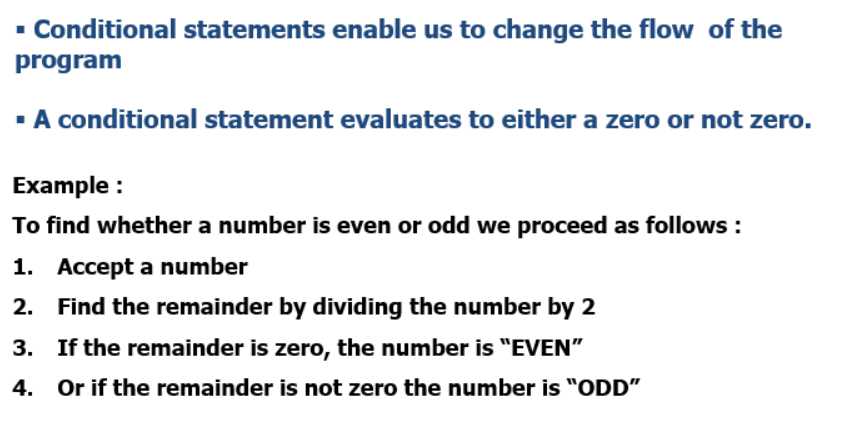 ▪ Conditional statements enable us to change the flow  of the
program
▪ A conditional statement evaluates to either a zero or not zero.
Example :
To find whether a number is even or odd we proceed as follows :
1. Accept a number
2. Find the remainder by dividing the number by 2
3. If the remainder is zero, the number is “EVEN”
4. Or if the remainder is not zero the number is “ODD”